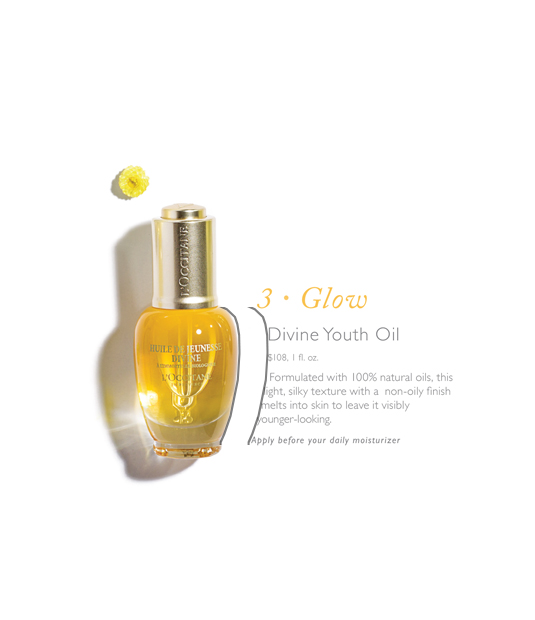 L'OCCITANE
3 · Glow
Divine Youth Oil
$108, 1 fl. oz.
HUILE DE JEUNESSE
DIVINE
L'OCCITANE
Formulated with 100% natural oils, this
light, silky texture with a non-oily finish
melts into skin to leave it visibly
younger-looking.
Apply before your daily moisturizer